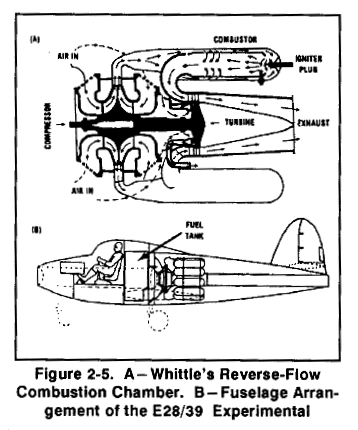 (A)
AIR IN
COMBUSTOR
IGNITER
PLUG
COMPRESSOR
TURBINE
EXHAUST
AIR IN
(B)
FUEL
TANK
Figure 2-5. A—Whittle's Reverse-Flow
Combustion Chamber. B—Fuselage Arran-
gement of the E28/39 Experimental